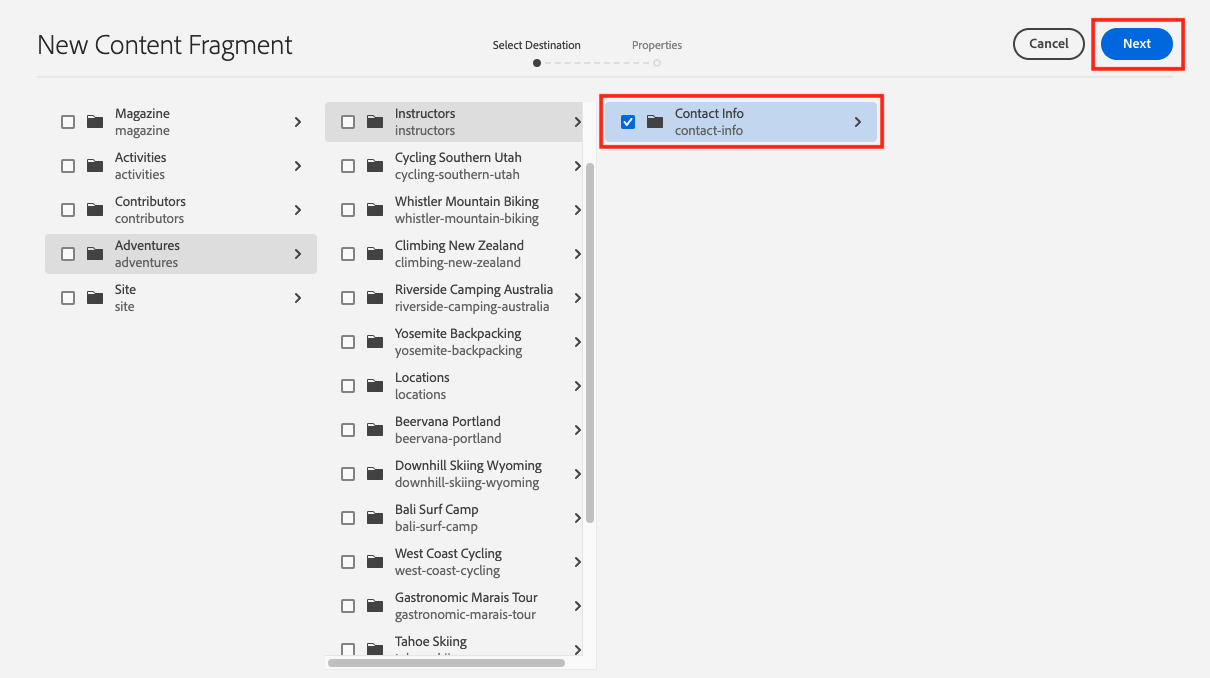 New Content Fragment
Select Destination
Properties
Cancel
Next
Magazine
magazine
Activities
activities
Contributors
contributors
Adventures
adventures
Site
site
Instructors
instructors
Cycling Southern Utah
cycling-southern-utah
Whistler Mountain Biking
whistler-mountain-biking
Climbing New Zealand
climbing-new-zealand
Riverside Camping Australia
riverside-camping-australia
Yosemite Backpacking
yosemite-backpacking
Locations
locations
Beervana Portland
beervana-portland
Downhill Skiing Wyoming
downhill-skiing-wyoming
Bali Surf Camp
bali-surf-camp
West Coast Cycling
west-coast-cycling
Gastronomic Marais Tour
gastronomic-marais-tour
Tahoe Skiing
Contact Info
contact-info